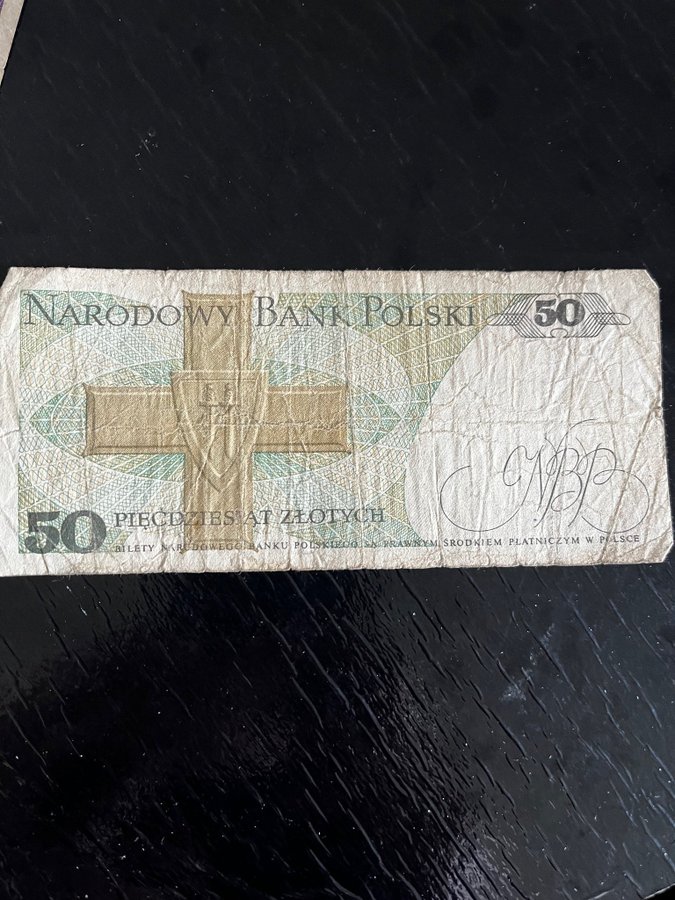 NARODOWY BANK POLSKI 50
NBP
50 PIĘĆDZIESIĄT ZŁOTYCH
BILETY NARODOWEGO BANKU POLSKIEGO SĄ PRAWNYM ŚRODKIEM PŁATNICZYM W POLSCE